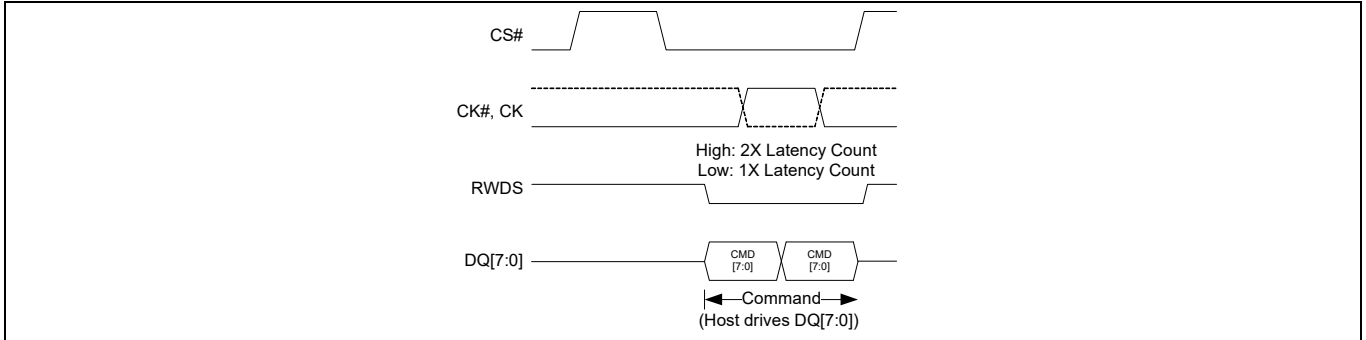 CS#
CK#, CK
High: 2X Latency Count
Low: 1X Latency Count
RWDS
DQ[7:0]
CMD
[7:0]
CMD
[7:0]
Command
(Host drives DQ[7:0])